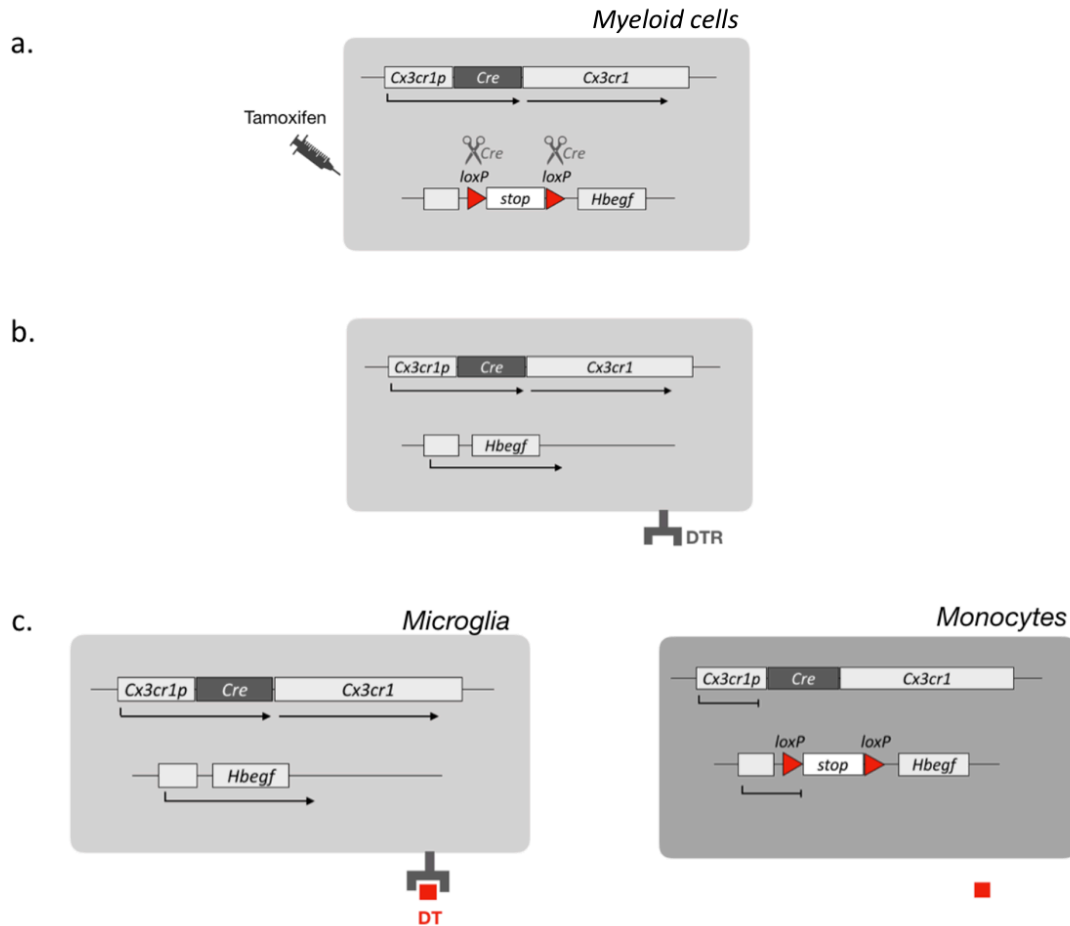 Myeloid cells
a.
Cx3cr1p Cre Cx3cr1
Tamoxifen
Cre Cre
loxP loxP
stop Hbegf
b.
Cx3cr1p Cre Cx3cr1
Hbegf
DTR
c.
Microglia Monocytes
Cx3cr1p Cre Cx3cr1
Hbegf
DT
Cx3cr1p Cre Cx3cr1
loxP loxP
stop Hbegf